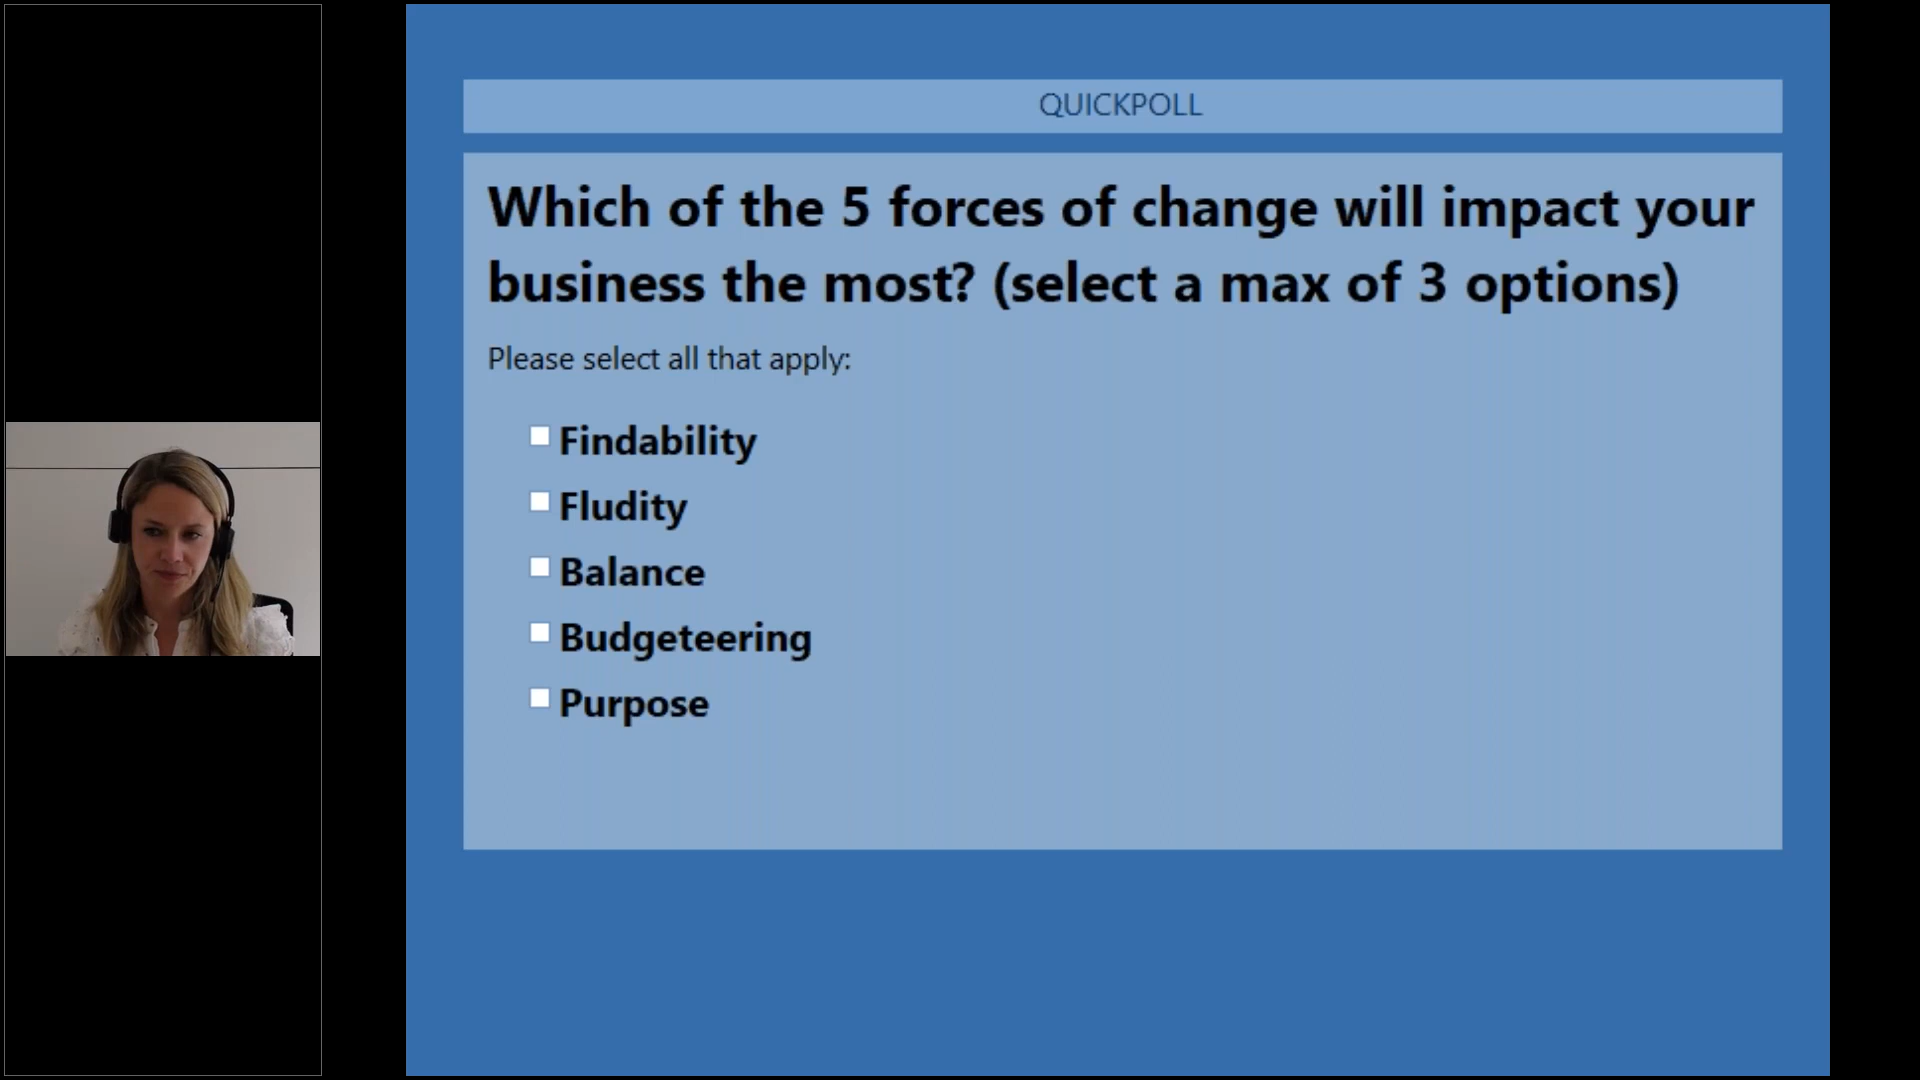 QUICKPOLL
Which of the 5 forces of change will impact your
business the most? (select a max of 3 options)
Please select all that apply:
Findability
Fludity
Balance
Budgeteering
Purpose